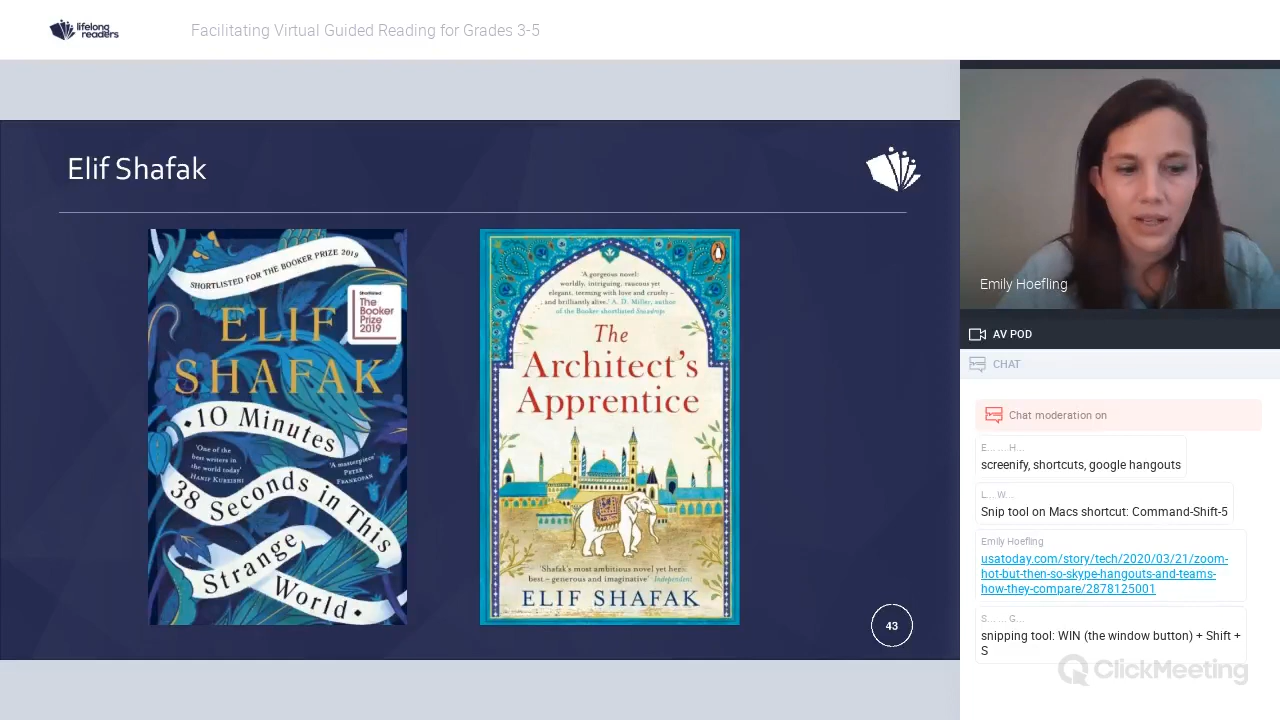 lifelong
readers
Facilitating Virtual Guided Reading for Grades 3-5
Elif Shafak
SHORTLISTED FOR THE BOOKER PRIZE 2019
Shortlisted
The
Booker
Prize
2019
ELIF
SHAFAK
10 Minutes
'One of the
best writers in
the world today'
HANIF KUREISHI
'A masterpiece'
PETER
FRANKOPAN
38 Seconds in This
Strange
World
'A gorgeous novel:
worldly, intriguing, raucous yet
elegant, teeming with love and cruelty –
and brilliantly alive.' A. D. Miller, author
of the Booker-shortlisted Snowdrops
The
Architect's
Apprentice
'Shafak's most ambitious novel yet hers:
best – generous and imaginative' Independent
ELIF SHAFAK
43
Emily Hoefling
AV POD
CHAT
Chat moderation on
E... ... H...
screenify, shortcuts, google hangouts
L... W...
Snip tool on Macs shortcut: Command-Shift-5
Emily Hoefling
usatoday.com/story/tech/2020/03/21/zoom-
hot-but-then-so-skype-hangouts-and-teams-
how-they-compare/2878125001
S... ... G...
snipping tool: WIN (the window button) + Shift +
S
ClickMeeting